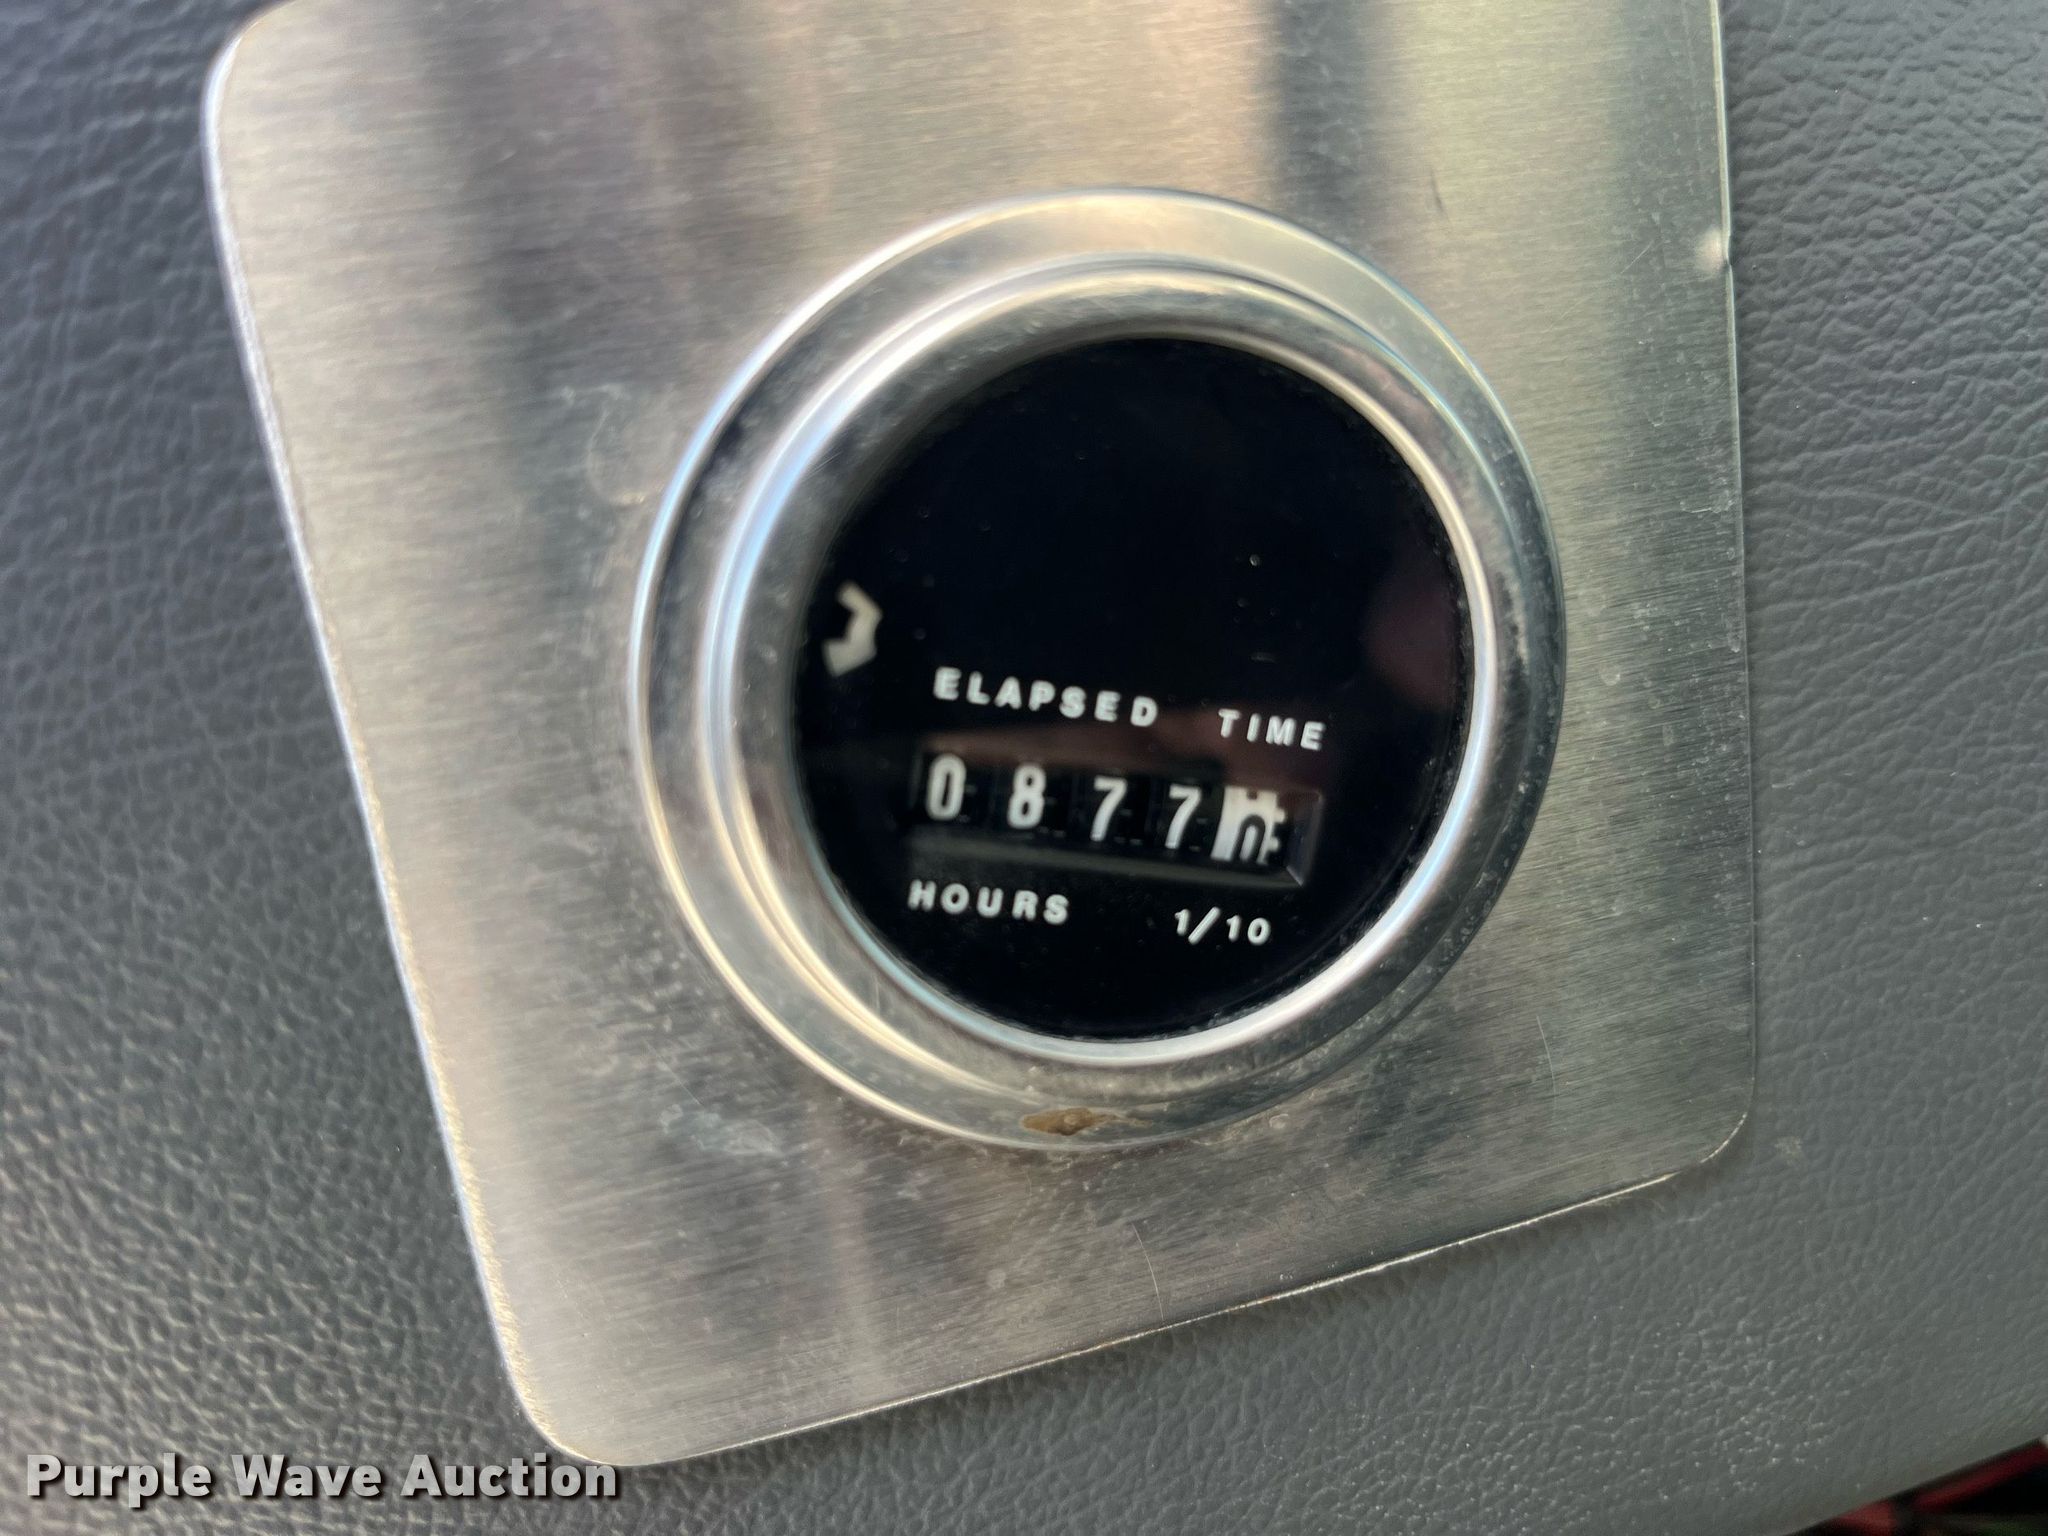 ELAPSED TIME
0877
HOURS 1/10
Purple Wave Auction